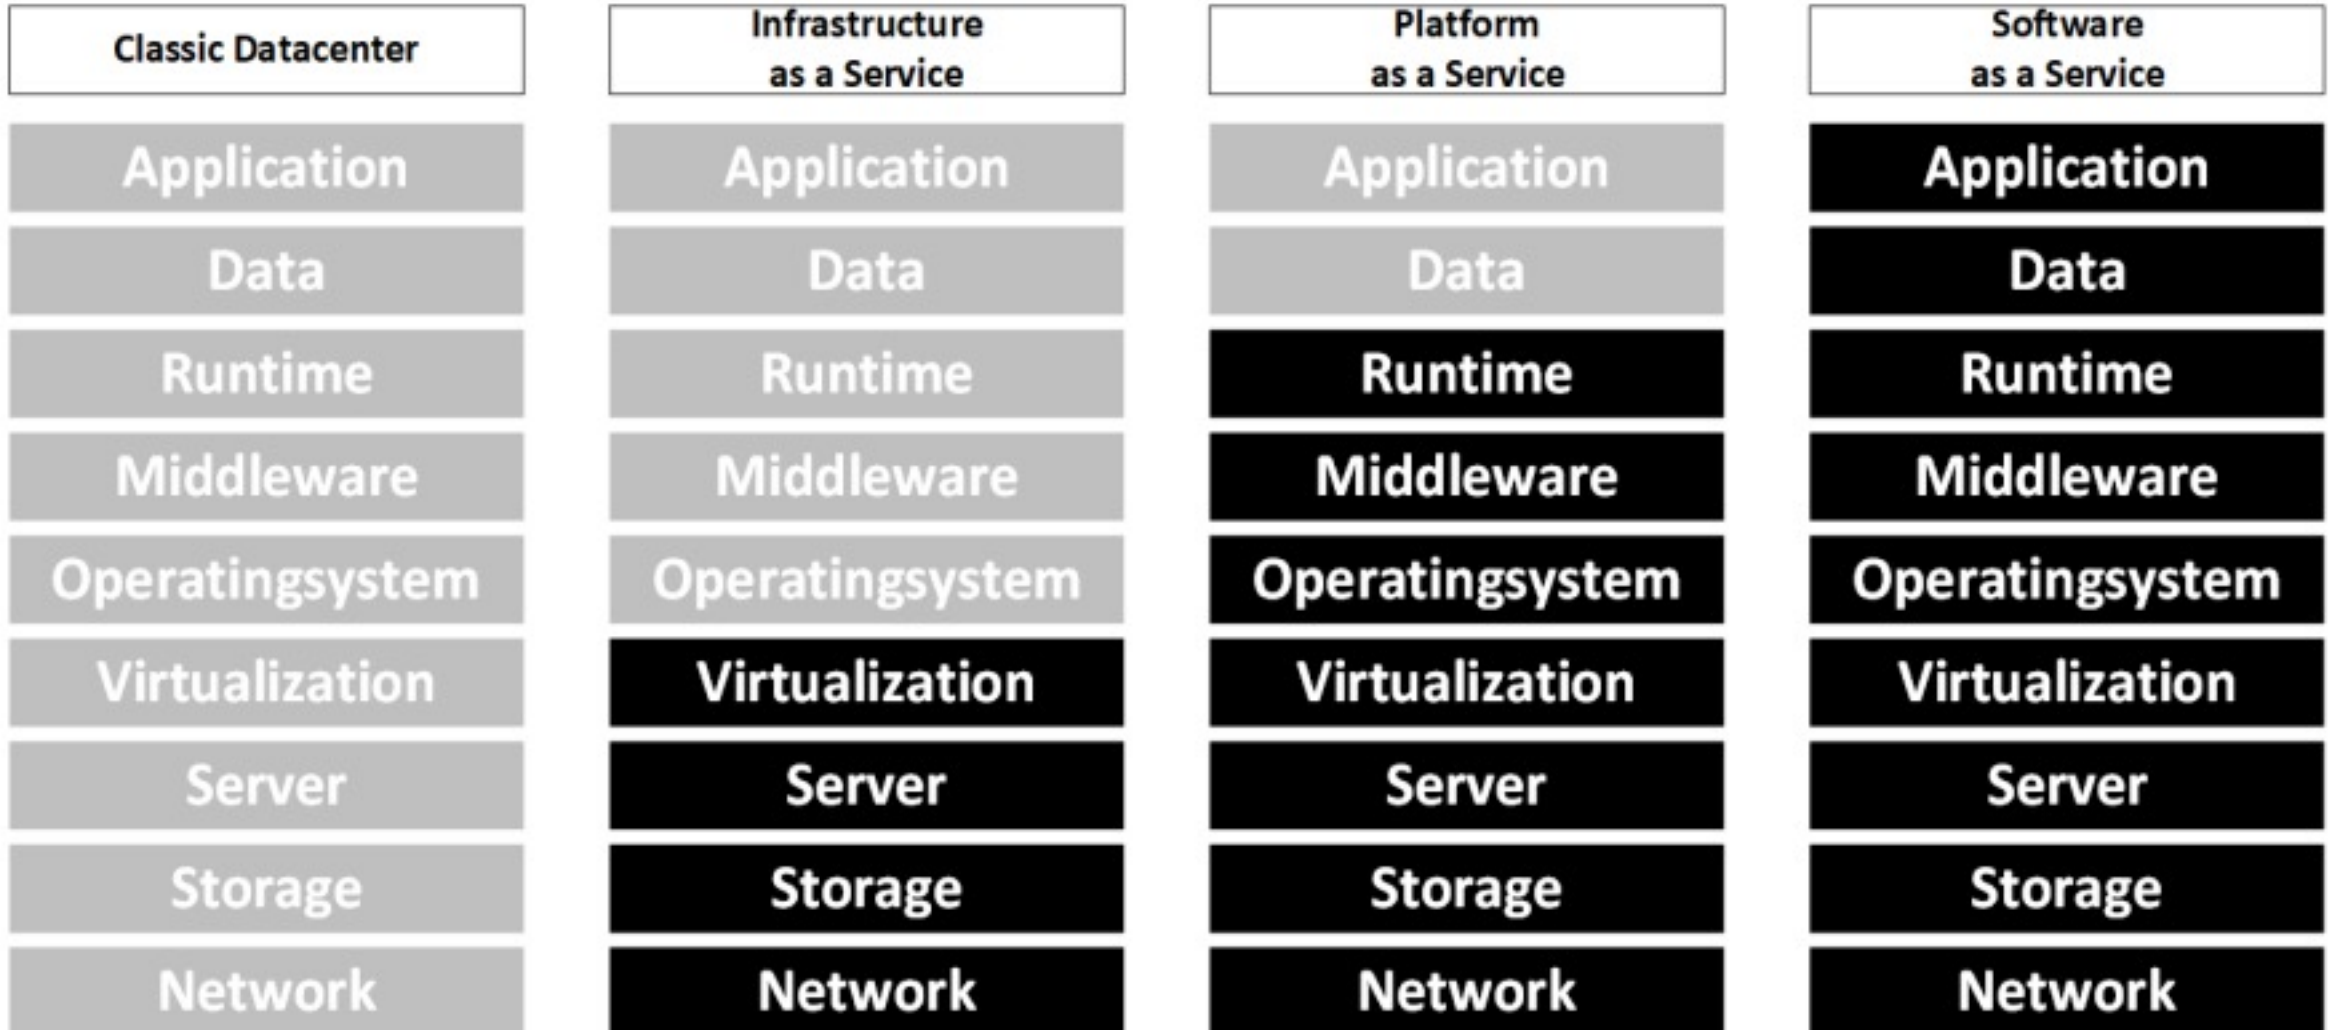 Classic Datacenter
Infrastructure
as a Service
Platform
as a Service
Software
as a Service
Application
Application
Application
Application
Data
Data
Data
Data
Runtime
Runtime
Runtime
Runtime
Middleware
Middleware
Middleware
Middleware
Operatingsystem
Operatingsystem
Operatingsystem
Operatingsystem
Virtualization
Virtualization
Virtualization
Virtualization
Server
Server
Server
Server
Storage
Storage
Storage
Storage
Network
Network
Network
Network